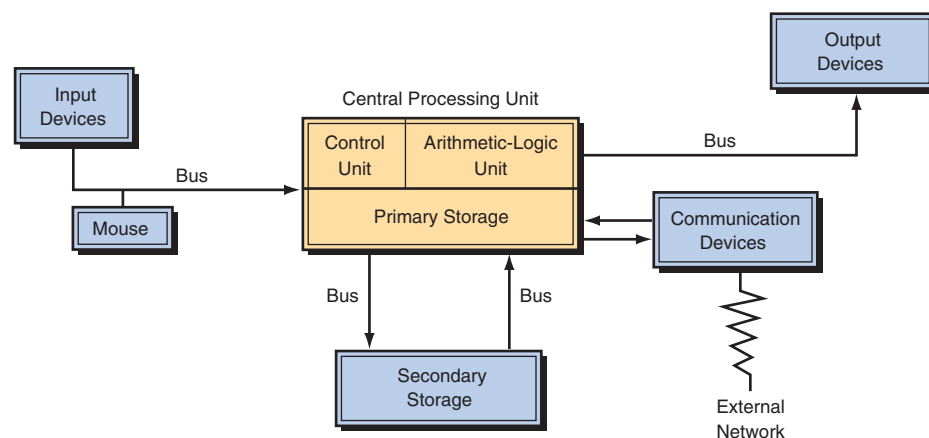 Output
Devices
Input
Devices
Central Processing Unit
Control
Unit
Arithmetic-Logic
Unit
Bus
Bus
Mouse
Primary Storage
Communication
Devices
Bus
Bus
Secondary
Storage
External
Network